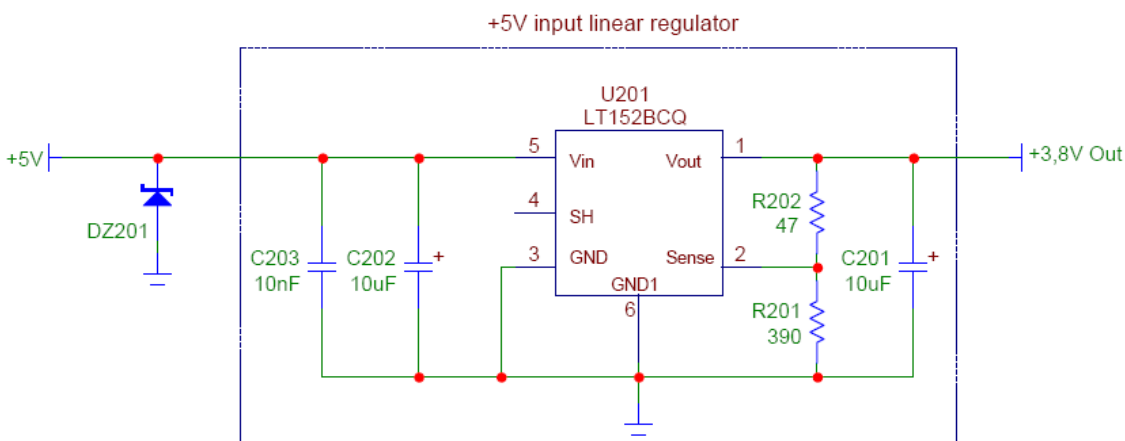 +5V input linear regulator
U201
LT152BCQ
+5V
5
Vin
Vout
1
+3,8V Out
4
SH
R202
47
DZ201
C203
10nF
C202
10uF
+
3
GND
Sense
2
C201
10uF
+
GND1
6
R201
390